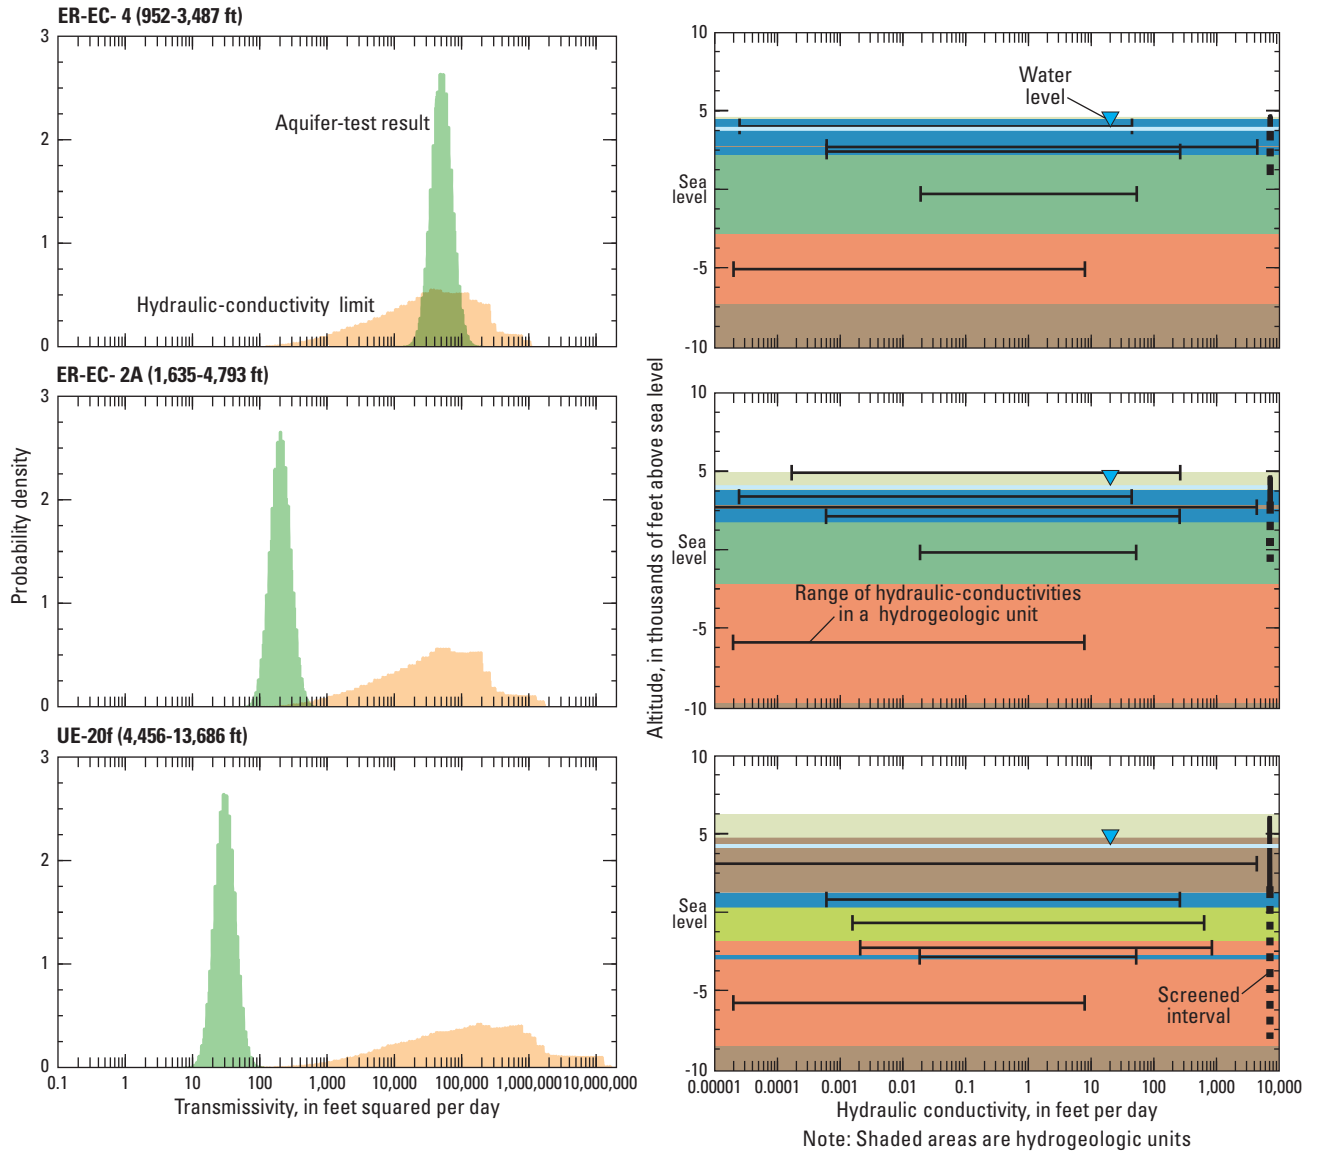 ER-EC- 4 (952-3,487 ft)
3
2
1
0
Aquifer-test result
Hydraulic-conductivity limit
10
5
Sea
level
-5
-10
Water
level
ER-EC- 2A (1,635-4,793 ft)
3
2
1
0
Probability density
10
5
Sea
level
-5
-10
Altitude, in thousands of feet above sea level
Range of hydraulic-conductivities
in a hydrogeologic unit
UE-20f (4,456-13,686 ft)
3
2
1
0
0.1 1 10 100 1,000 10,000 100,000 1,000,000 10,000,000
Transmissivity, in feet squared per day
10
5
Sea
level
-5
-10
Screened
interval
0.00001 0.0001 0.001 0.01 0.1 1 10 100 1,000 10,000
Hydraulic conductivity, in feet per day
Note: Shaded areas are hydrogeologic units